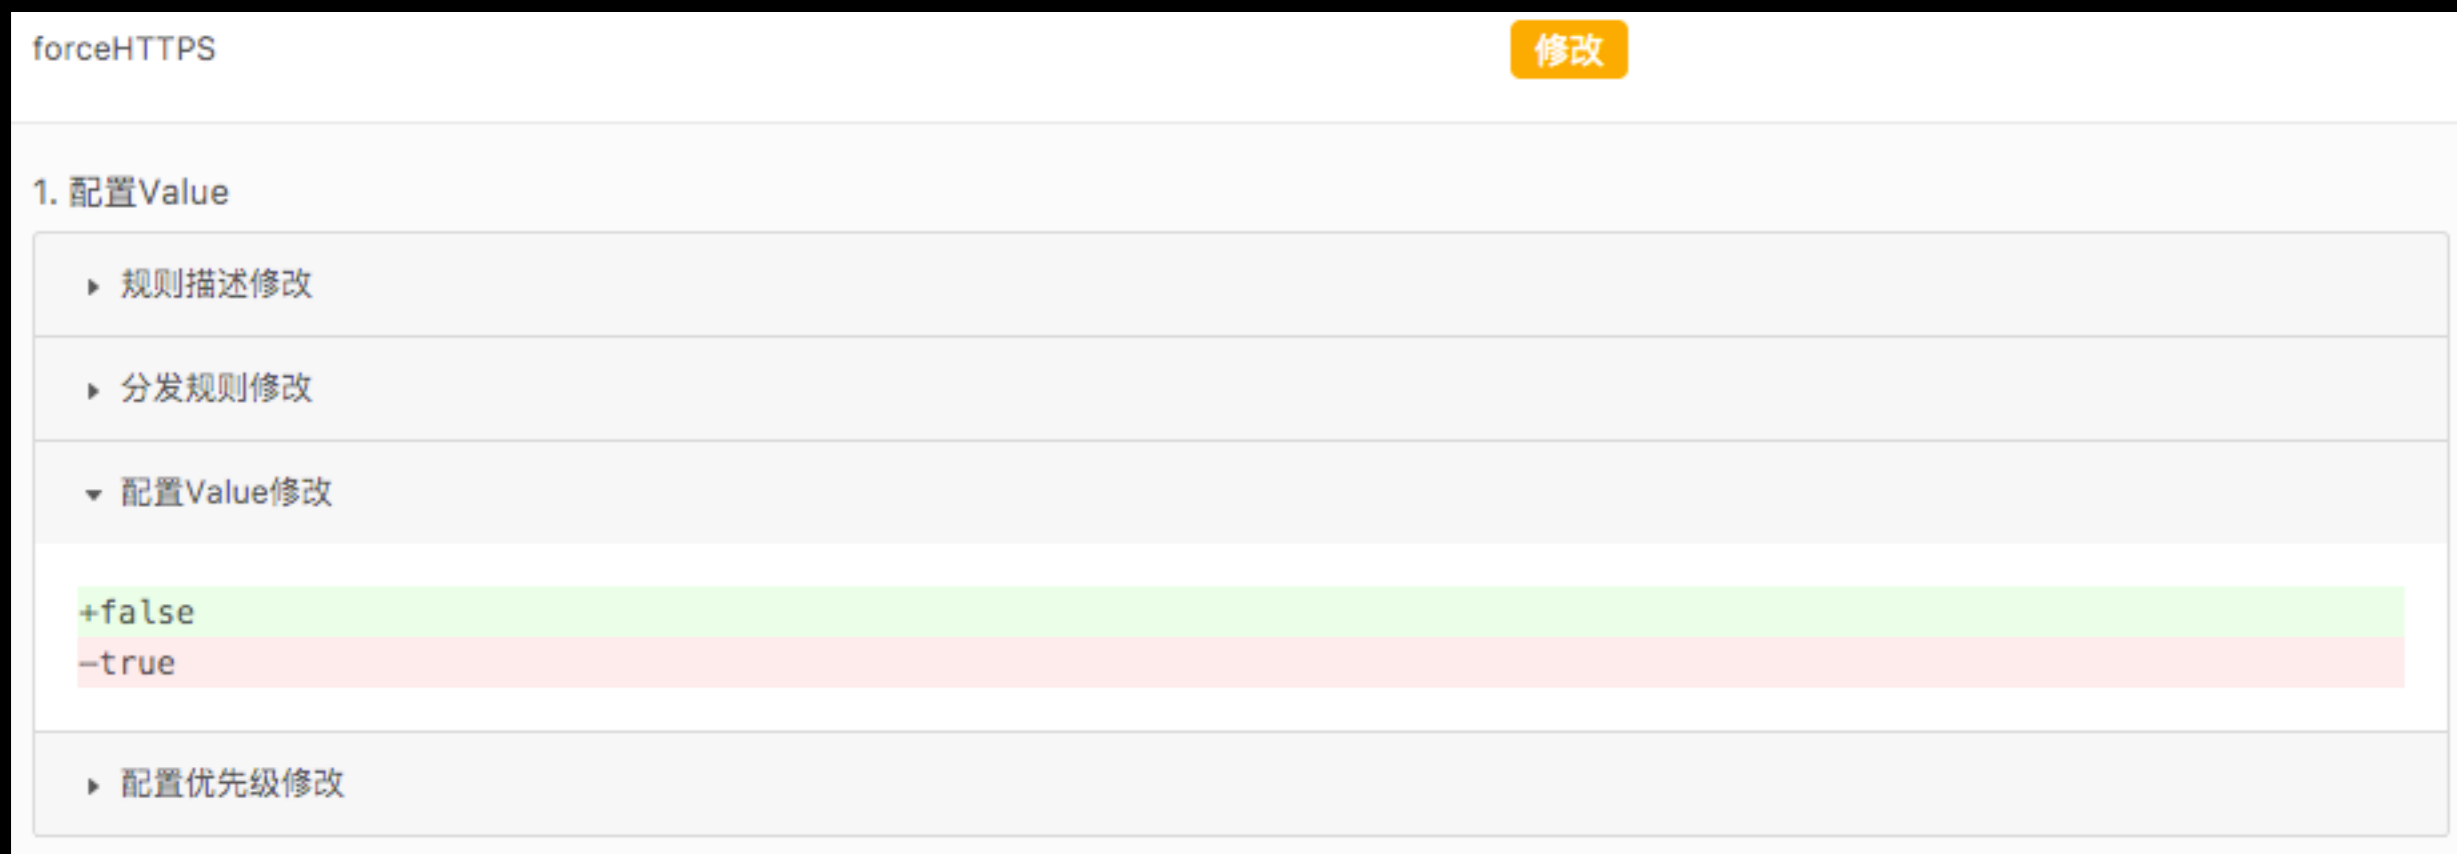 forceHTTPS
修改
1. 配置Value
规则描述修改
分发规则修改
配置Value修改
+false
-true
配置优先级修改